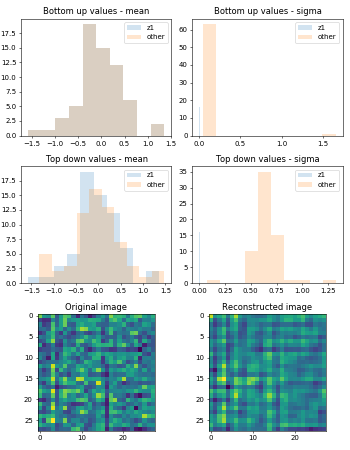 Bottom up values - mean
17.5
15.0
12.5
10.0
7.5
5.0
2.5
0.0
−1.5 −1.0 −0.5 0.0 0.5 1.0 1.5
z1
other
Bottom up values - sigma
60
50
40
30
20
10
0
0.0 0.5 1.0 1.5
z1
other
Top down values - mean
17.5
15.0
12.5
10.0
7.5
5.0
2.5
0.0
−1.5 −1.0 −0.5 0.0 0.5 1.0 1.5
z1
other
Top down values - sigma
35
30
25
20
15
10
5
0
0.00 0.25 0.50 0.75 1.00 1.25
z1
other
Original image
0
5
10
15
20
25
0 10 20
Reconstructed image
0
5
10
15
20
25
0 10 20